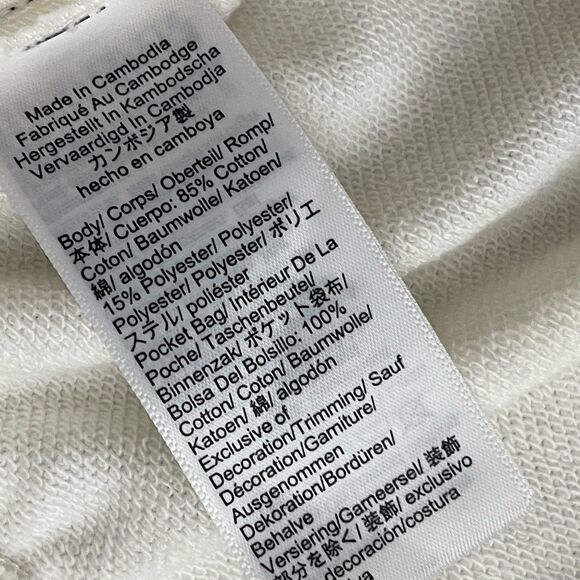 Made In Cambodia
Fabriqué Au Cambodge
Hergestellt In Kambodscha
Vervaardigd In Cambodja
カンボジア製
hecho en camboya
Body/ Corps/ Oberteil/ Romp/
本体/ Cuerpo: 85% Cotton/
Coton/ Baumwolle/ Katoen/
綿/ algodón
15% Polyester/ Polyester/
Polyester/ Polyester/ ポリエ
ステル/ poliéster
Pocket Bag/ Intérieur De La
Poche/ Taschenbeutel/
Binnenzak/ ポケット袋布/
Bolsa Del Bolsillo: 100%
Cotton/ Coton/ Baumwolle/
Katoen/ 綿/ algodón
Exclusive of
Decoration/Trimming/ Sauf
Décoration/Garniture/
Ausgenommen
Dekoration/Bordüren/
Behalve
Versiering/Gameersel/ 装飾
部分を除く/ 装飾/ exclusivo
decoración/costura